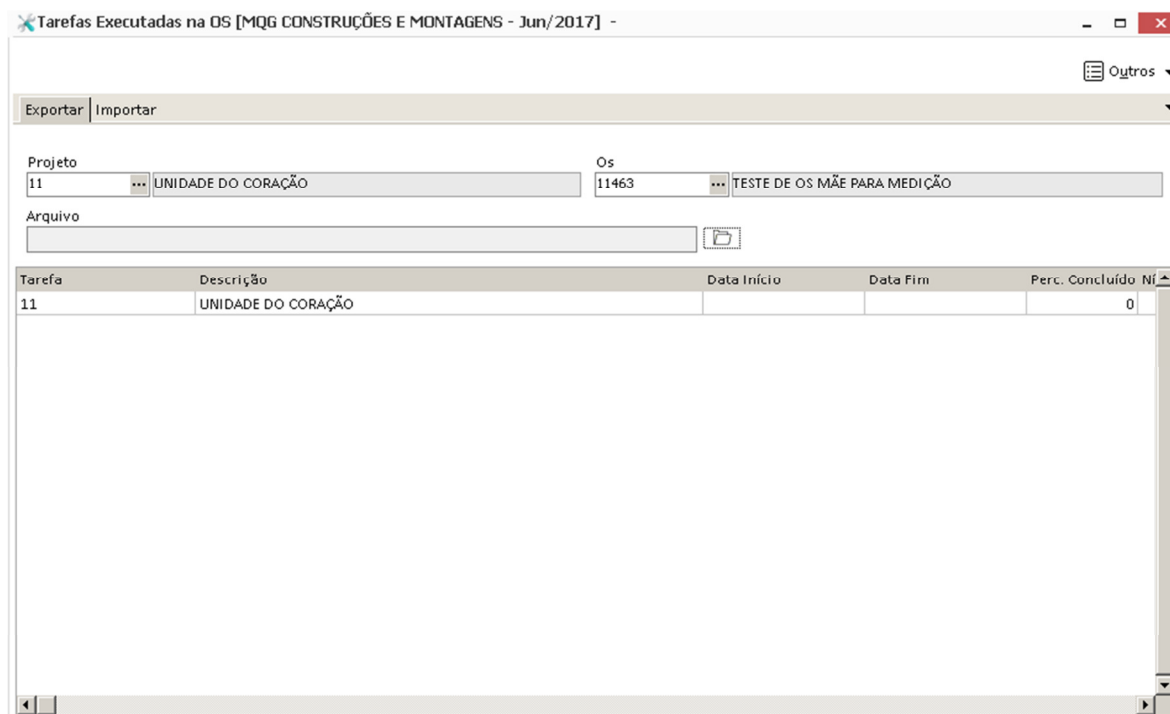 Tarefas Executadas na OS [MQG CONSTRUÇÕES E MONTAGENS - Jun/2017] -
Outros
Exportar Importar
Projeto Os
11 ... UNIDADE DO CORAÇÃO 11463 ... TESTE DE OS MÃE PARA MEDIÇÃO
Arquivo
Tarefa Descrição Data Início Data Fim Perc. Concluído Ní
11 UNIDADE DO CORAÇÃO 0